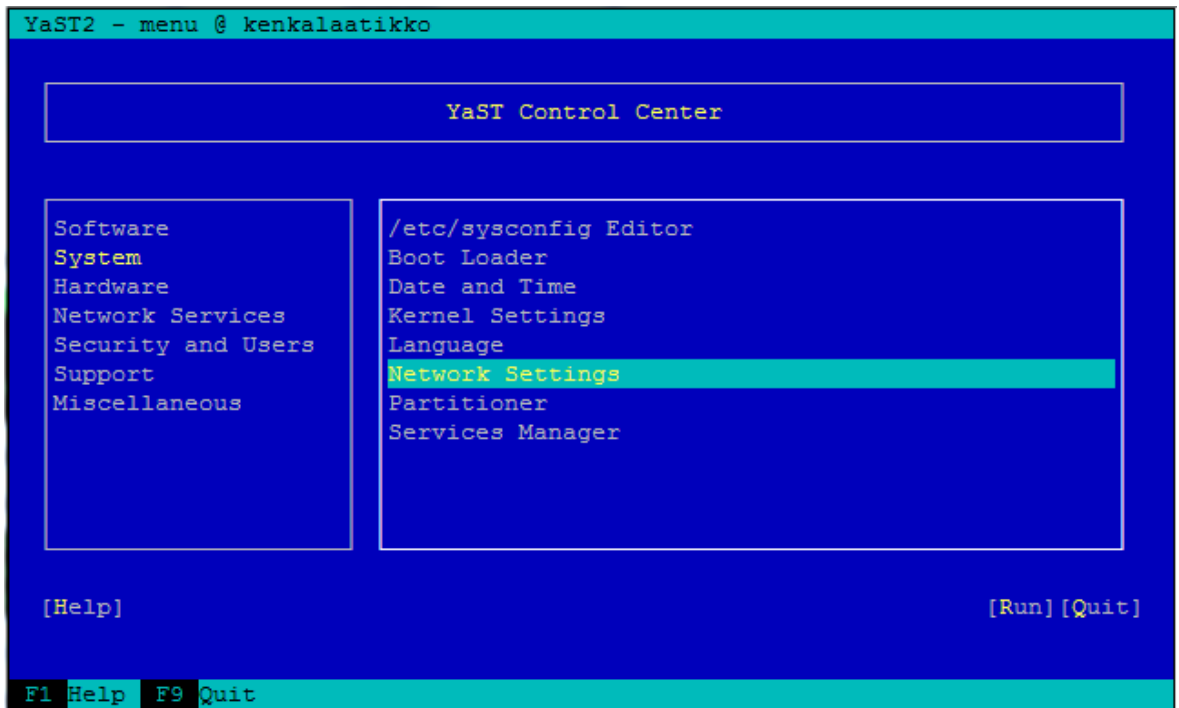 YaST2 - menu @ kenkalaatikko
YaST Control Center
Software
System
Hardware
Network Services
Security and Users
Support
Miscellaneous
/etc/sysconfig Editor
Boot Loader
Date and Time
Kernel Settings
Language
Network Settings
Partitioner
Services Manager
[Help] [Run][Quit]
F1 Help F9 Quit